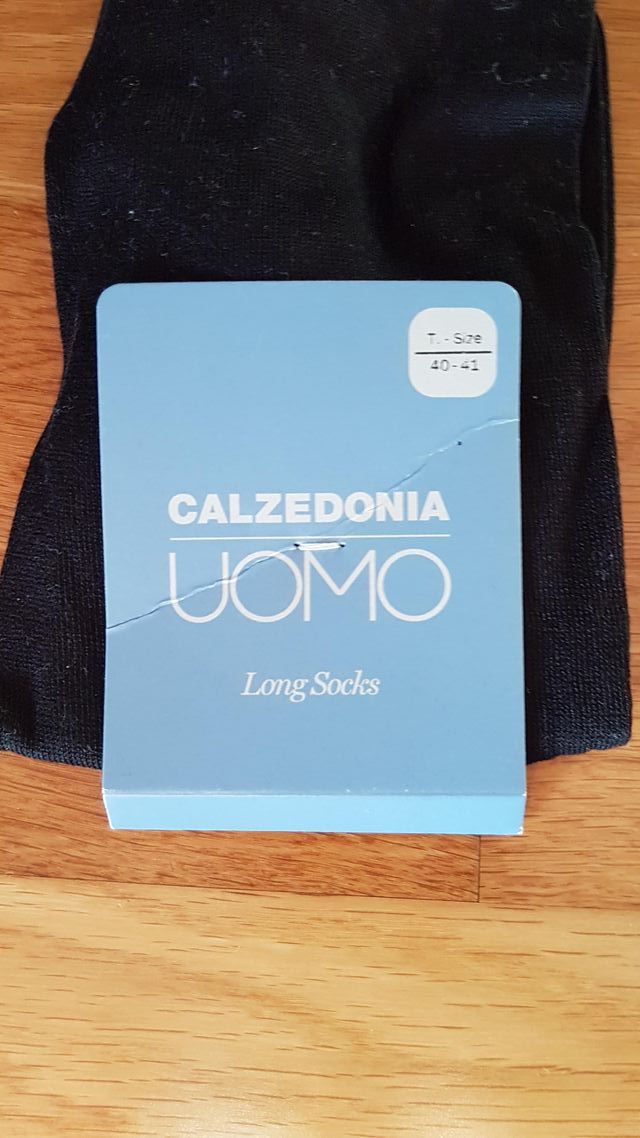 T. - Size
40-41
CALZEDONIA
UOMO
Long Socks